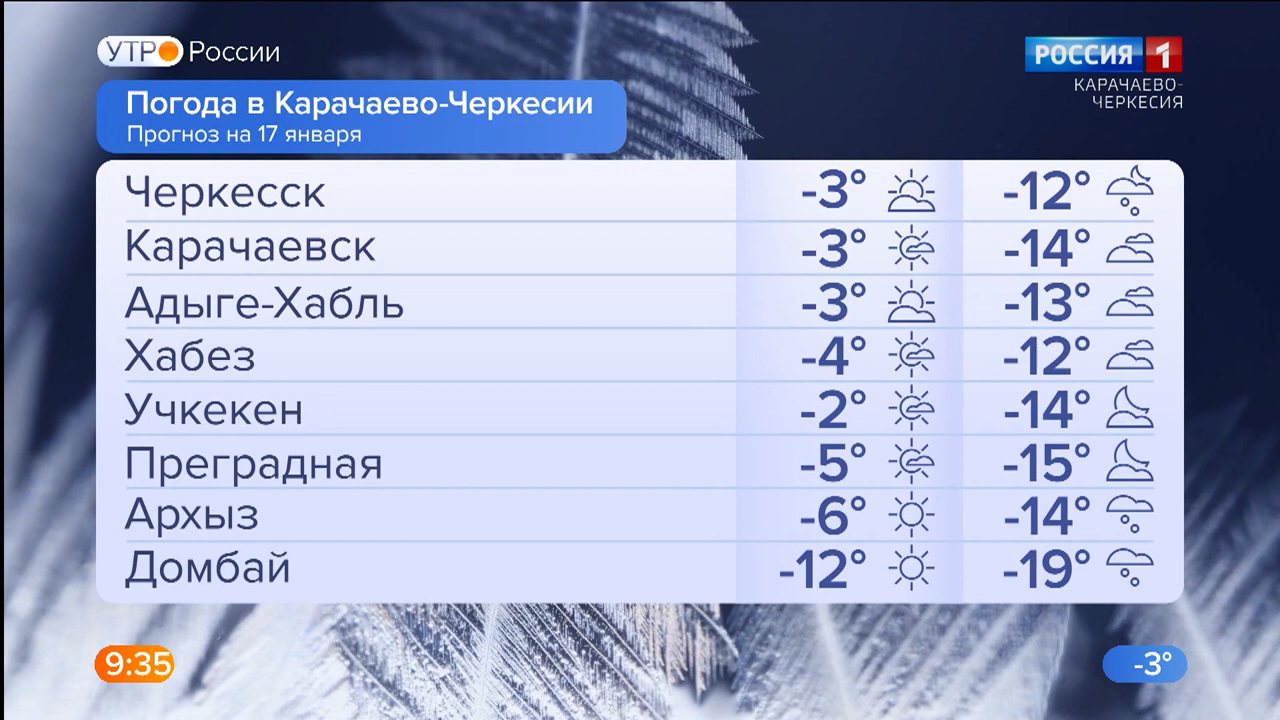 УТРО России
РОССИЯ 1
КАРАЧАЕВО-
ЧЕРКЕСИЯ
Погода в Карачаево-Черкесии
Прогноз на 17 января
Черкесск -3° -12°
Карачаевск -3° -14°
Адыге-Хабль -3° -13°
Хабез -4° -12°
Учкекен -2° -14°
Преградная -5° -15°
Архыз -6° -14°
Домбай -12° -19°
9:35 -3°